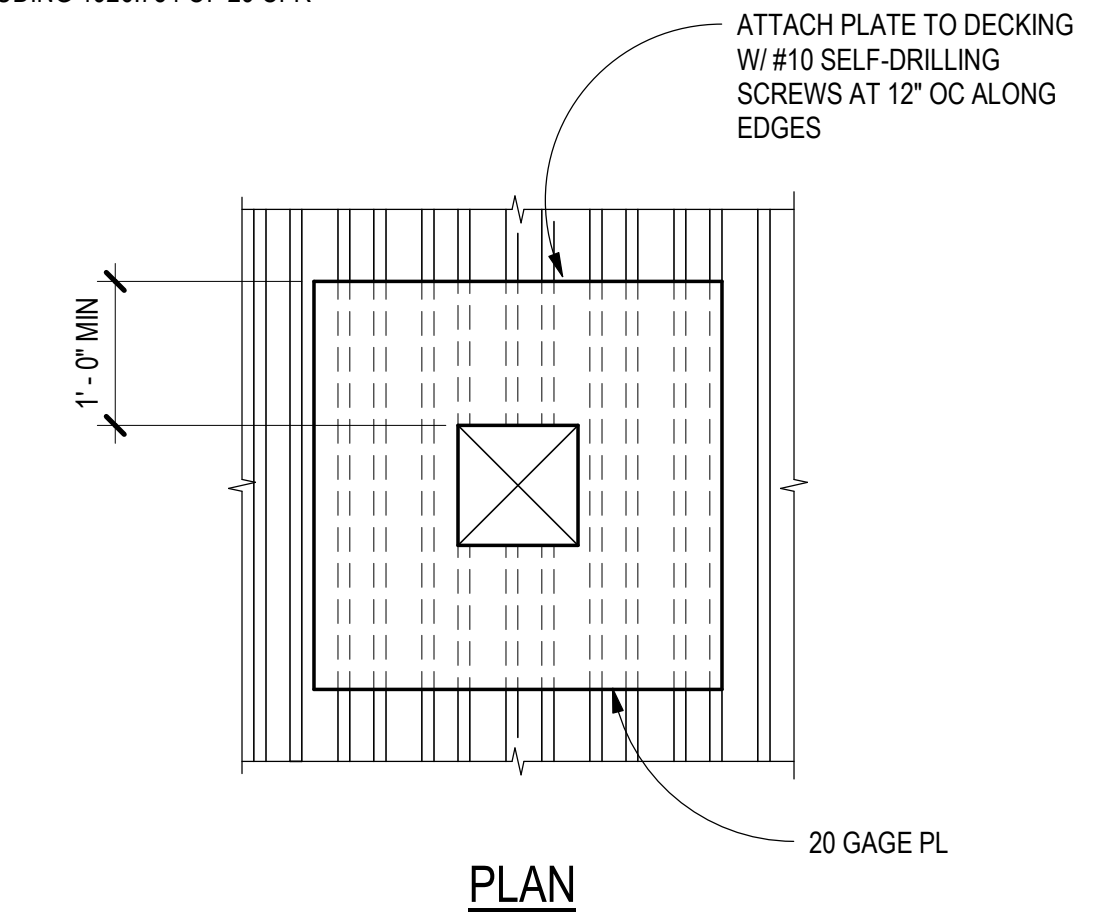 ATTACH PLATE TO DECKING
W/ #10 SELF-DRILLING
SCREWS AT 12" OC ALONG
EDGES
1' - 0" MIN
20 GAGE PL
PLAN